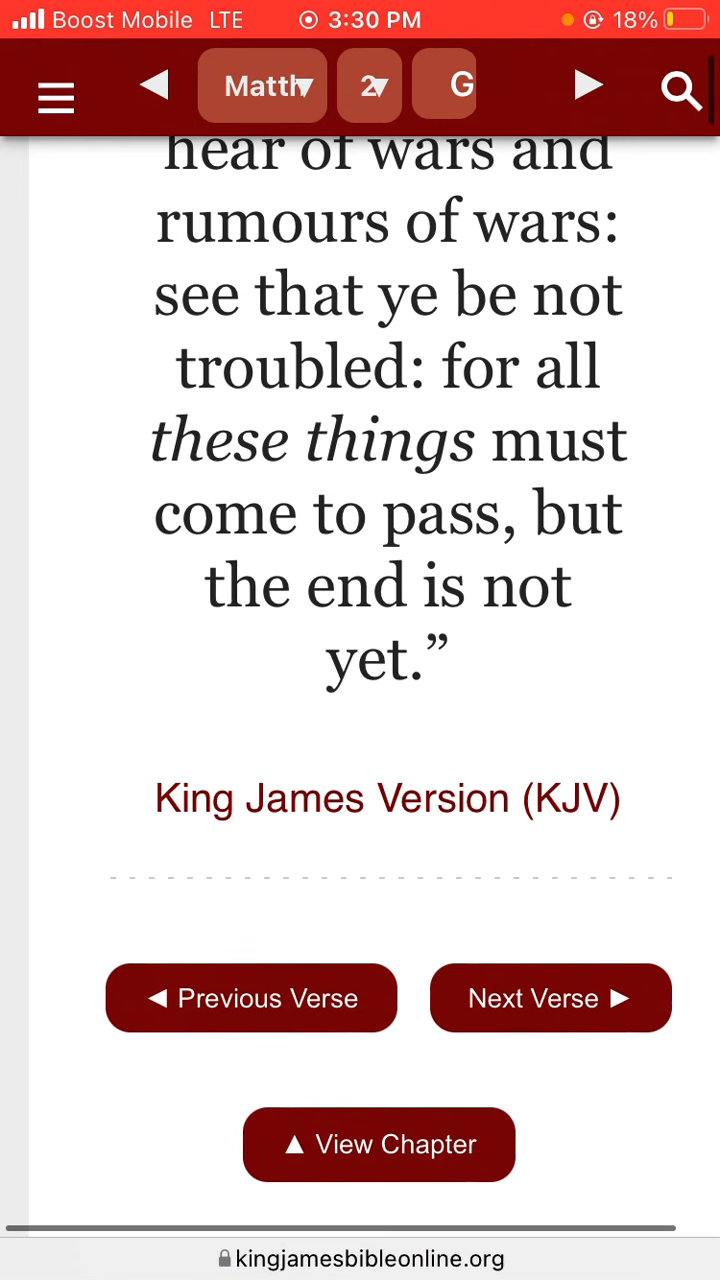 Boost Mobile LTE 3:30 PM 18%
Matth 2 G
hear of wars and
rumours of wars:
see that ye be not
troubled: for all
these things must
come to pass, but
the end is not
yet.”
King James Version (KJV)
◀ Previous Verse Next Verse ▶
▲ View Chapter
kingjamesbibleonline.org